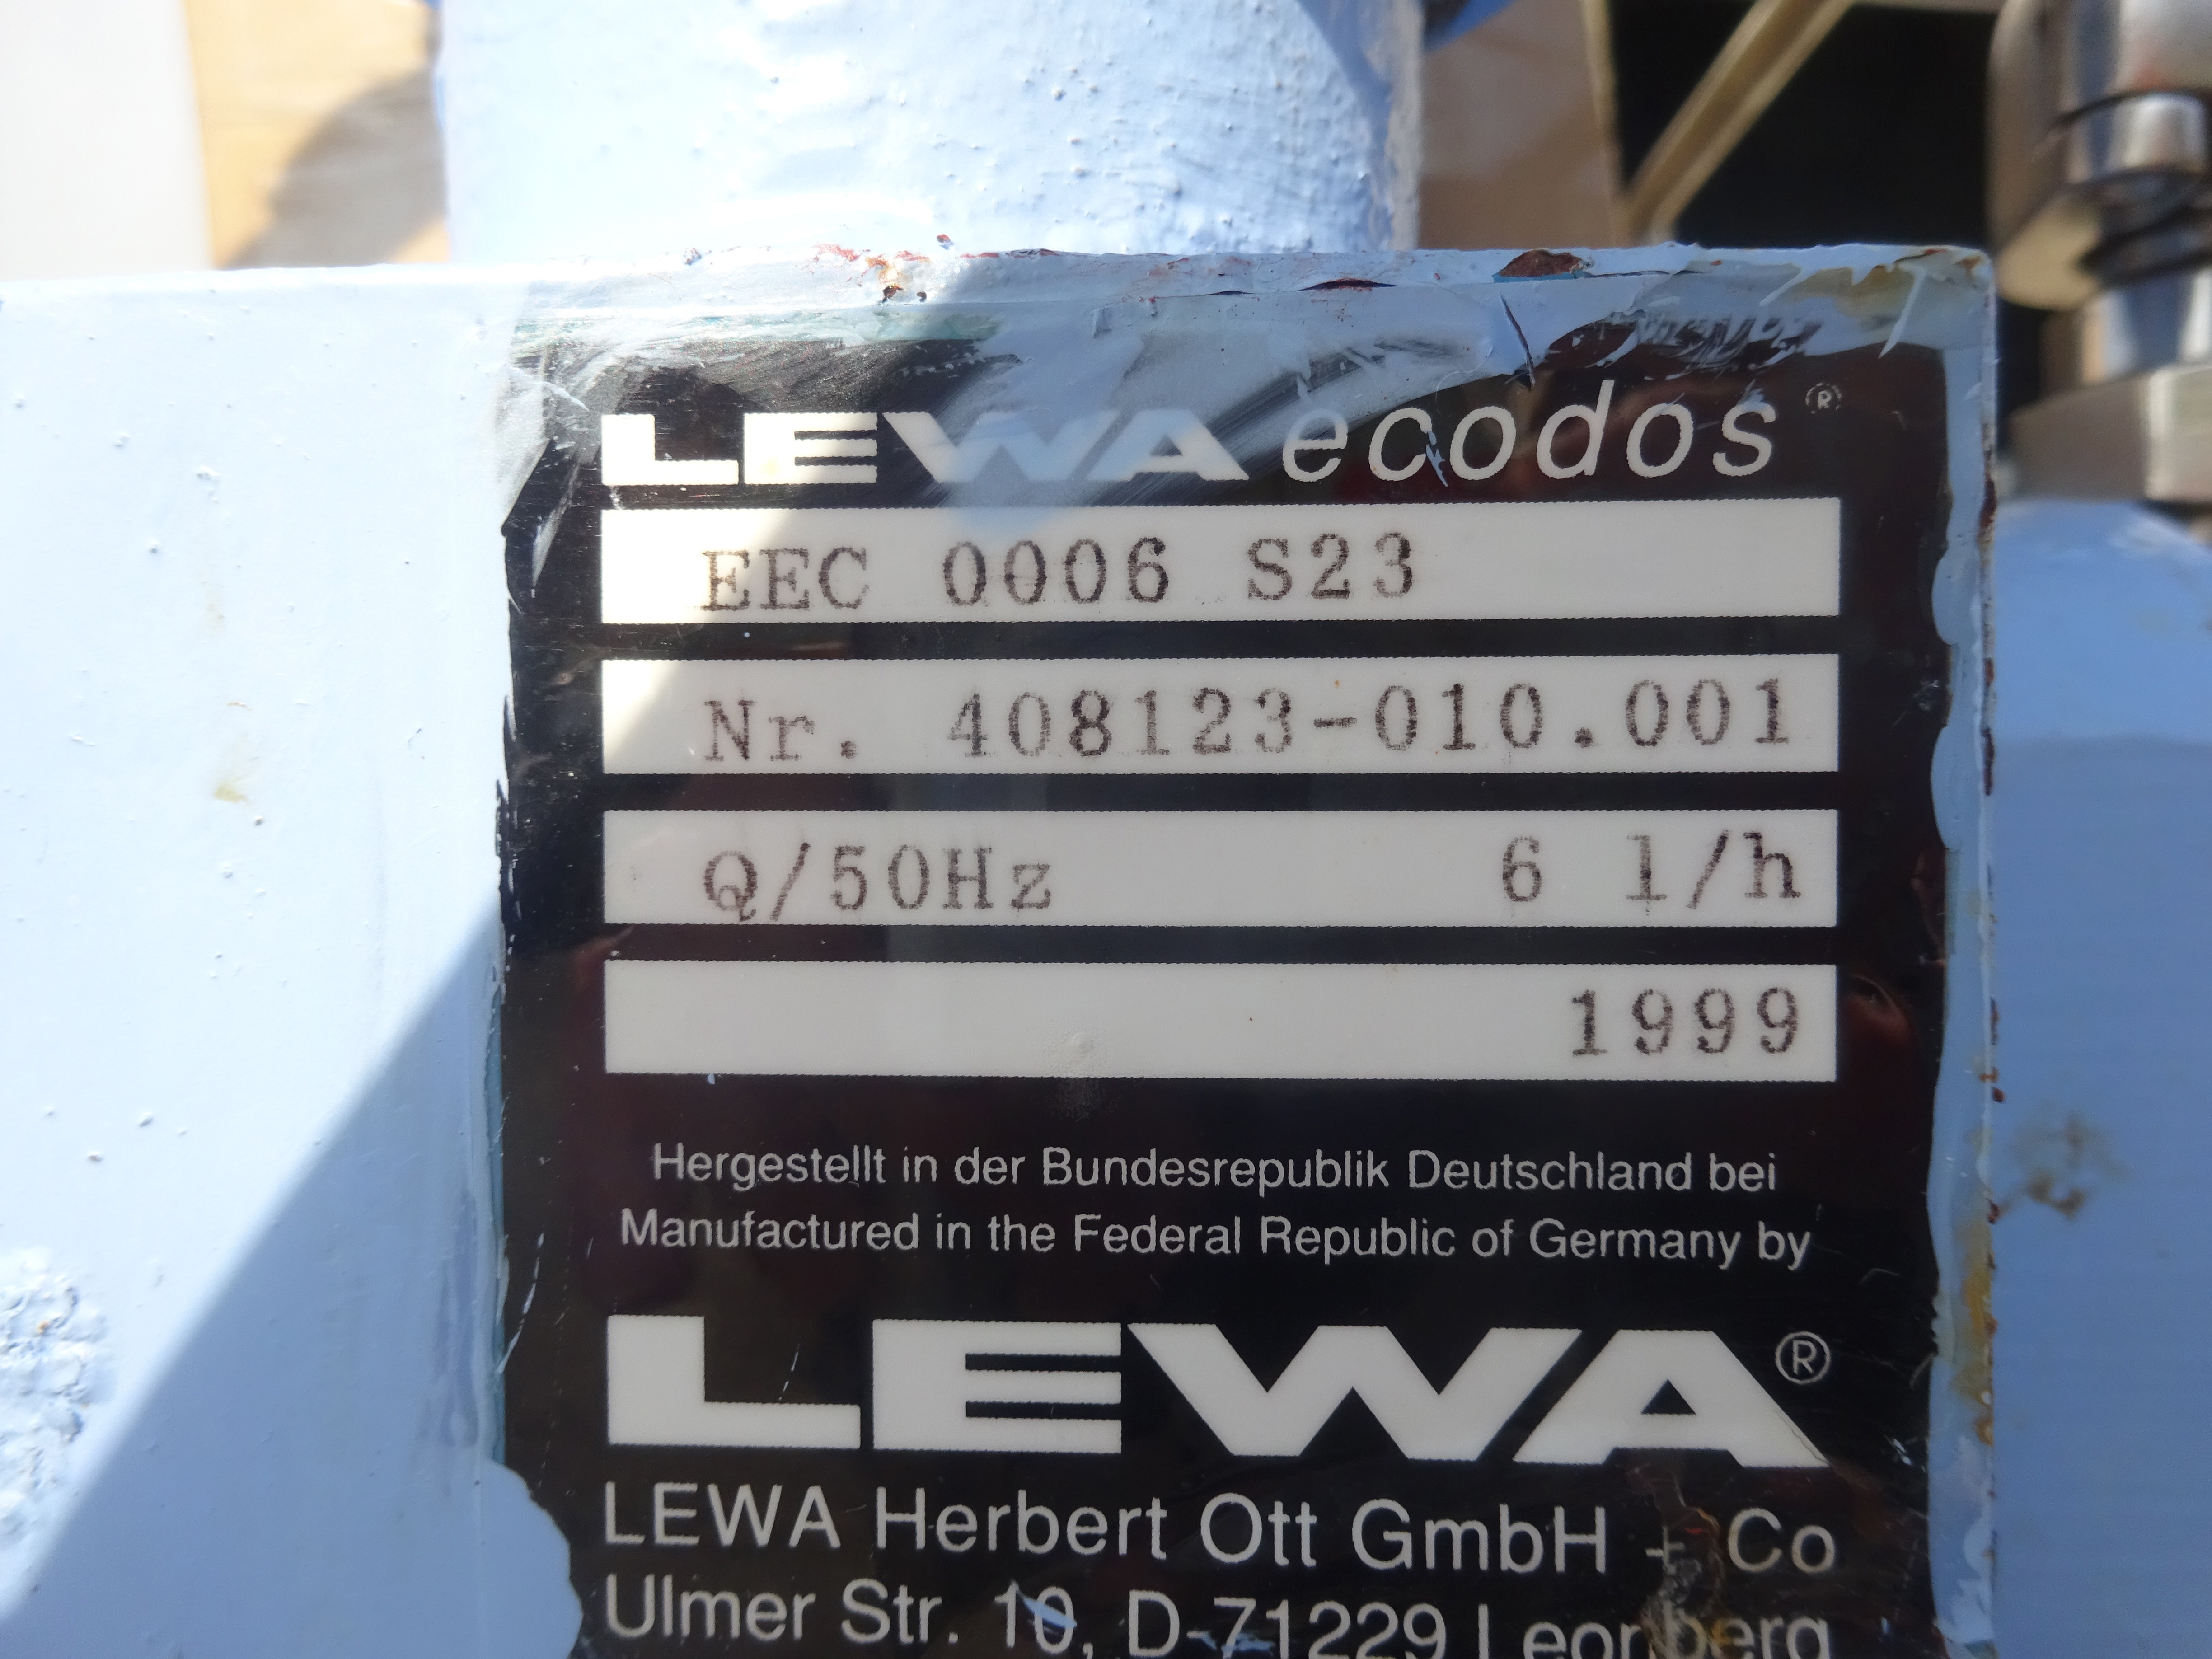 LEWA ecodos®
EEC 0006 S23
Nr. 408123-010.001
Q/50Hz 6 l/h
1999
Hergestellt in der Bundesrepublik Deutschland bei
Manufactured in the Federal Republic of Germany by
LEWA®
LEWA Herbert Ott GmbH + Co
Ulmer Str. 10, D-71229 Leonberg